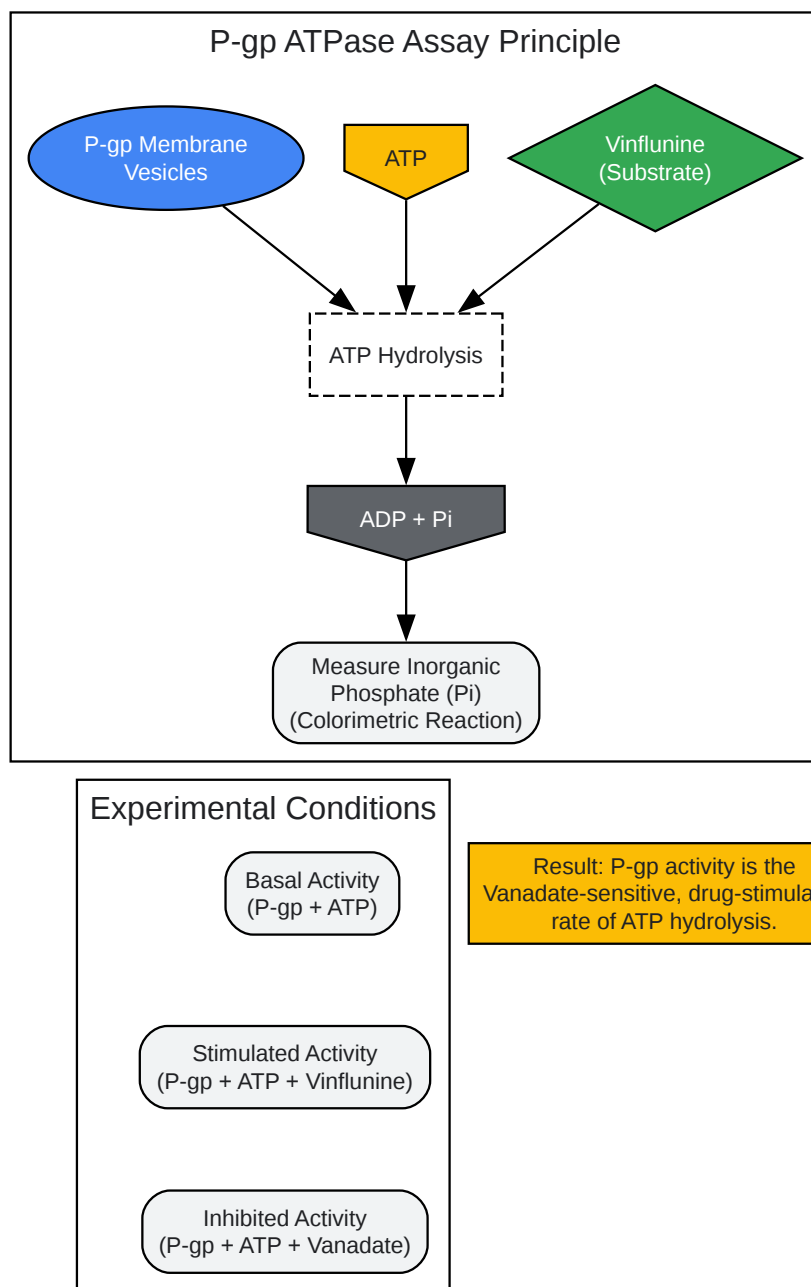 P-gp ATPase Assay Principle
P-gp Membrane
Vesicles
ATP
Vinflunine
(Substrate)
ATP Hydrolysis
ADP + Pi
Measure Inorganic
Phosphate (Pi)
(Colorimetric Reaction)
Experimental Conditions
Basal Activity
(P-gp + ATP)
Result: P-gp activity is the
Vanadate-sensitive, drug-stimula
rate of ATP hydrolysis.
Stimulated Activity
(P-gp + ATP + Vinflunine)
Inhibited Activity
(P-gp + ATP + Vanadate)